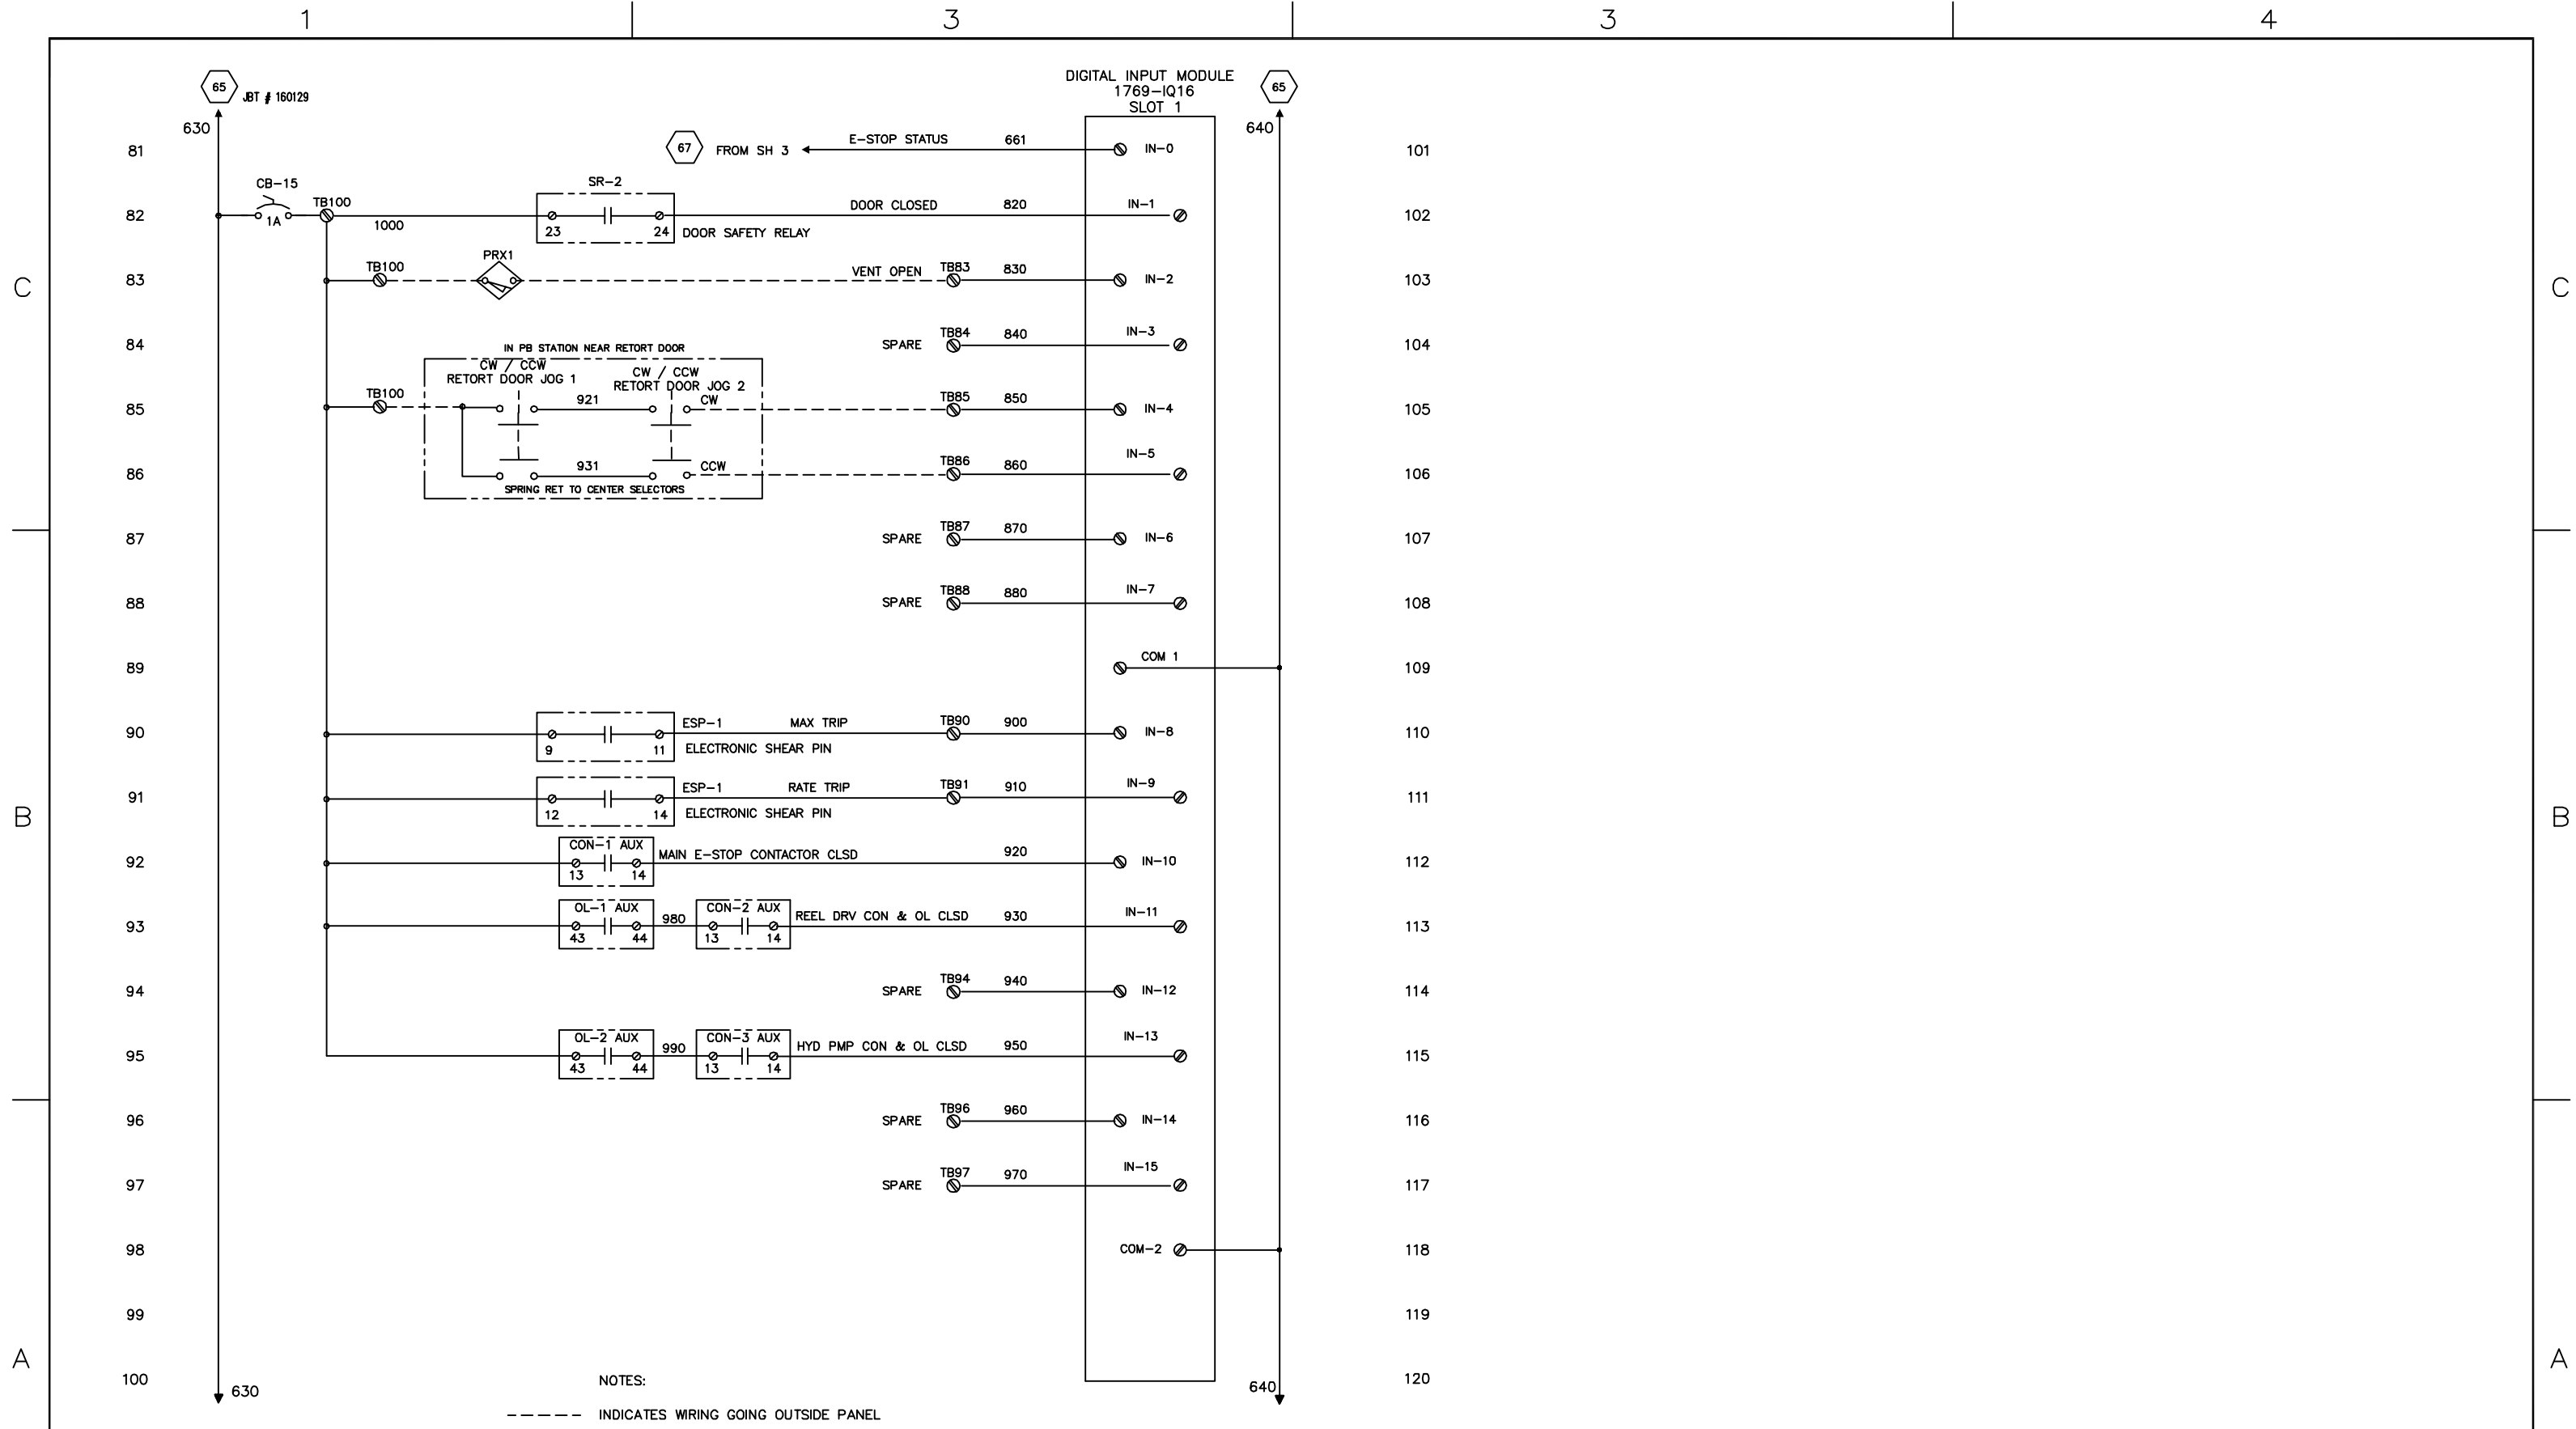 1 3 3 4
DIGITAL INPUT MODULE
1769-IQ16
SLOT 1
65 JBT # 160129 65
630 640
81 67 FROM SH 3 E-STOP STATUS 661 IN-0 101
CB-15 SR-2
82 1A TB100 1000 23 24 DOOR SAFETY RELAY DOOR CLOSED 820 IN-1 102
C 83 TB100 PRX1 VENT OPEN TB83 830 IN-2 103 C
84 SPARE TB84 840 IN-3 104
IN PB STATION NEAR RETORT DOOR
CW / CCW
RETORT DOOR JOG 1
CW / CCW
RETORT DOOR JOG 2
85 TB100 921 CW TB85 850 IN-4 105
86 931 CCW TB86 860 IN-5 106
SPRING RET TO CENTER SELECTORS
87 SPARE TB87 870 IN-6 107
88 SPARE TB88 880 IN-7 108
89 COM 1 109
90 9 11 ESP-1 MAX TRIP TB90 900 IN-8 110
ELECTRONIC SHEAR PIN
91 12 14 ESP-1 RATE TRIP TB91 910 IN-9 111
B ELECTRONIC SHEAR PIN B
CON-1 AUX
92 13 14 MAIN E-STOP CONTACTOR CLSD 920 IN-10 112
OL-1 AUX CON-2 AUX
93 43 44 980 13 14 REEL DRV CON & OL CLSD 930 IN-11 113
94 SPARE TB94 940 IN-12 114
OL-2 AUX CON-3 AUX
95 43 44 990 13 14 HYD PMP CON & OL CLSD 950 IN-13 115
96 SPARE TB96 960 IN-14 116
97 SPARE TB97 970 IN-15 117
98 COM-2 118
99 119
A A
100 NOTES: 120
630 640
INDICATES WIRING GOING OUTSIDE PANEL